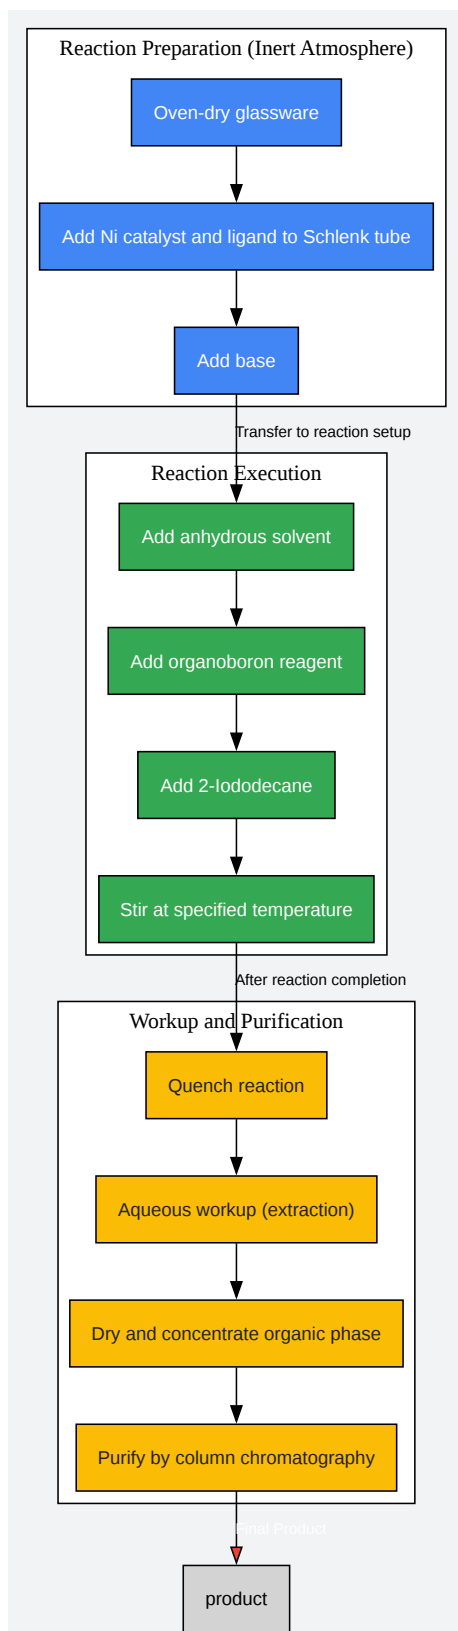 Reaction Preparation (Inert Atmosphere)
Oven-dry glassware
Add Ni catalyst and ligand to Schlenk tube
Add base
Transfer to reaction setup
Reaction Execution
Add anhydrous solvent
Add organoboron reagent
Add 2-Iododecane
Stir at specified temperature
After reaction completion
Workup and Purification
Quench reaction
Aqueous workup (extraction)
Dry and concentrate organic phase
Purify by column chromatography
Final Product
product